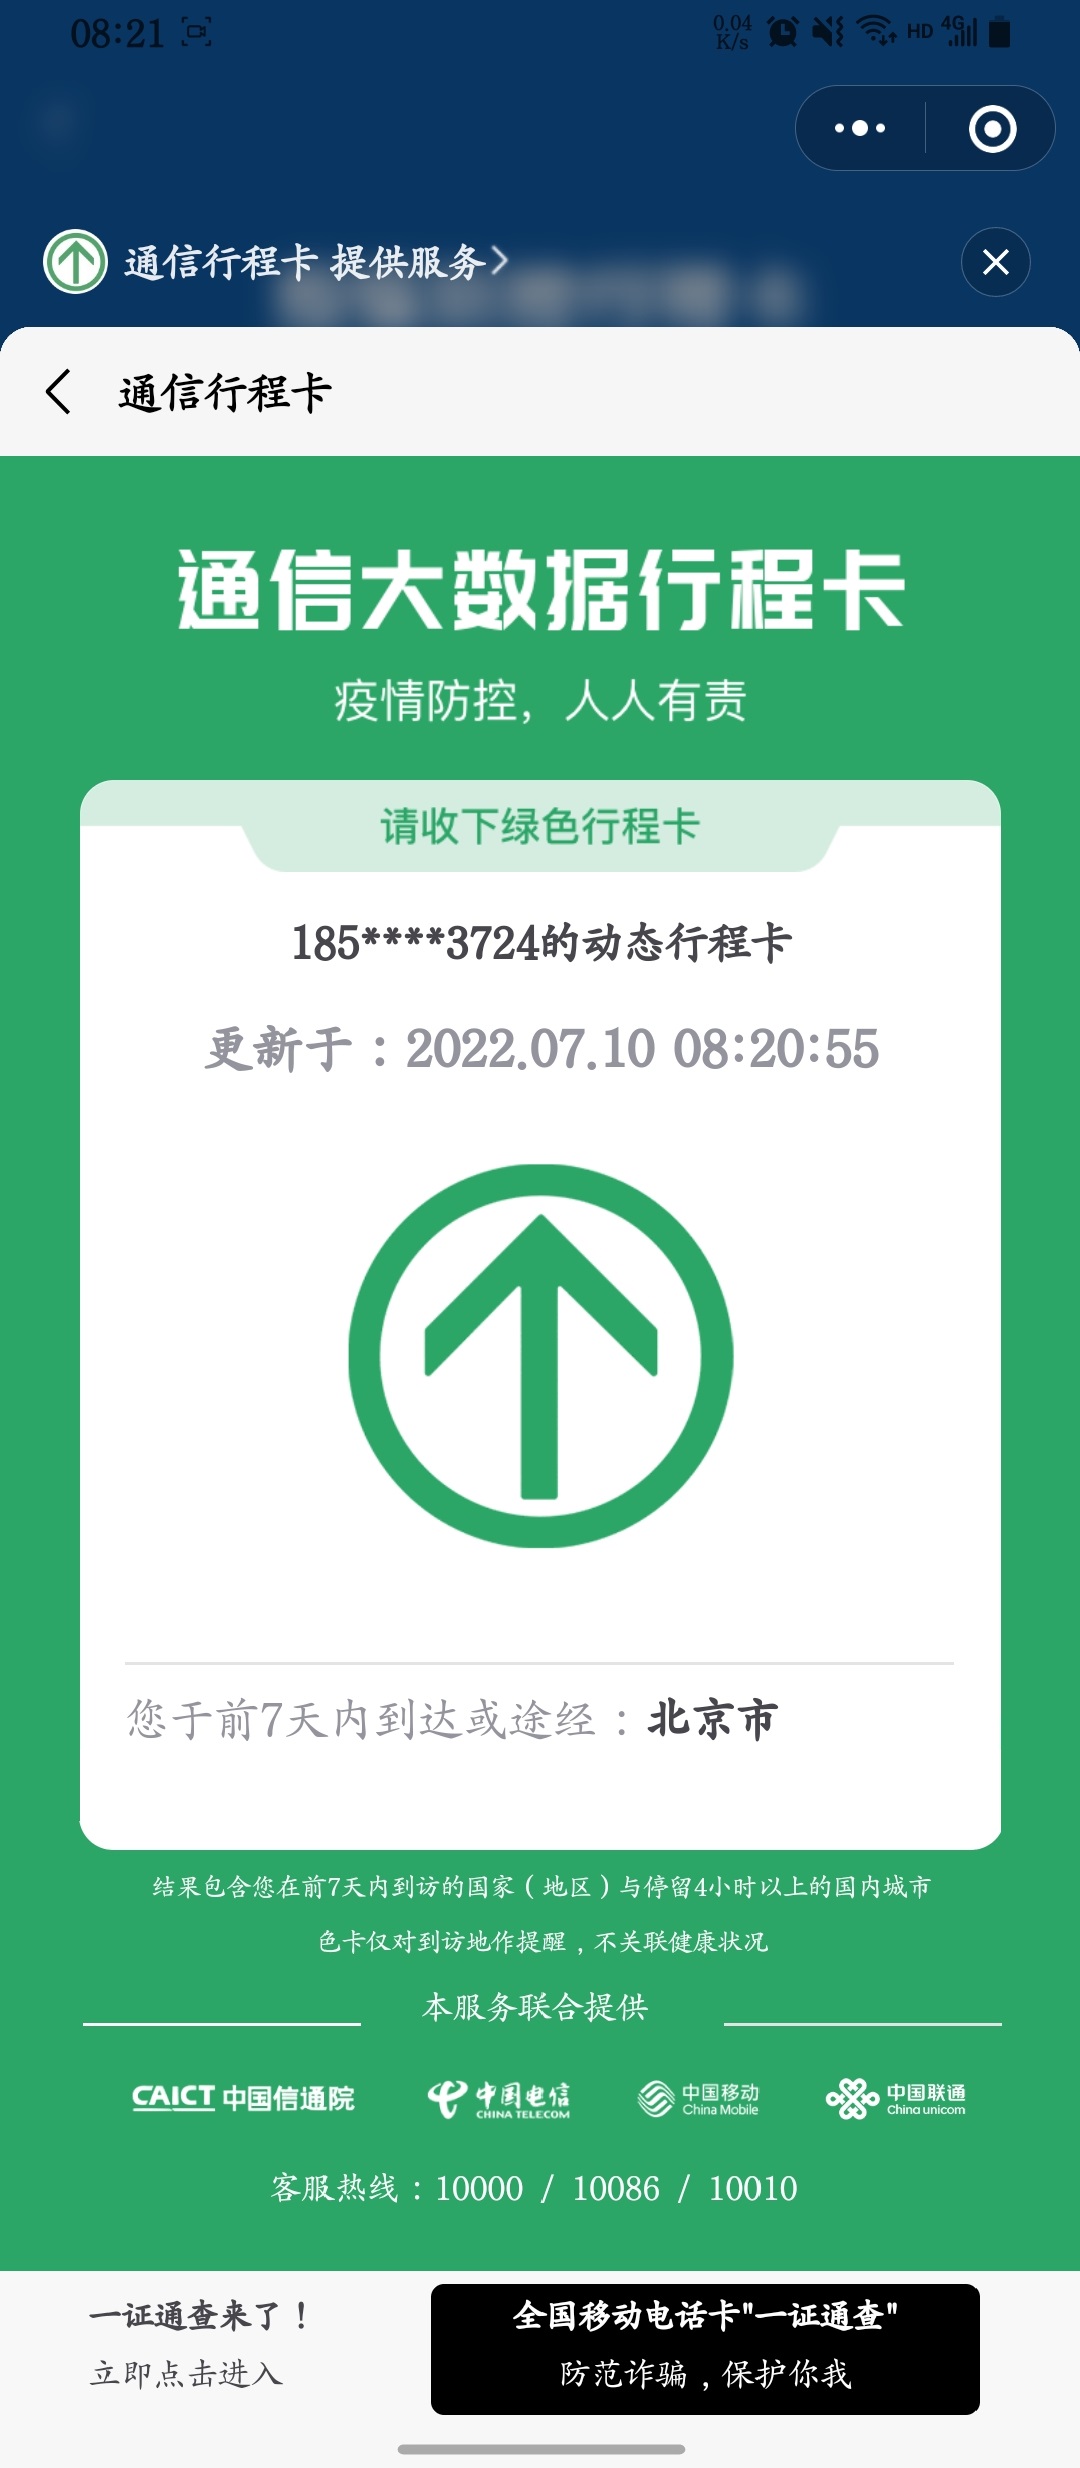 08:21
0.04
K/s
HD
4G
通信行程卡 提供服务
通信行程卡
通信大数据行程卡
疫情防控，人人有责
请收下绿色行程卡
185****3724的动态行程卡
更新于：2022.07.10 08:20:55
您于前7天内到达或途经：北京市
结果包含您在前7天内到访的国家（地区）与停留4小时以上的国内城市
色卡仅对到访地作提醒，不关联健康状况
本服务联合提供
CAICT 中国信通院
中国电信
CHINA TELECOM
中国移动
China Mobile
中国联通
China unicom
客服热线：10000 / 10086 / 10010
一证通查来了！
立即点击进入
全国移动电话卡"一证通查"
防范诈骗，保护你我